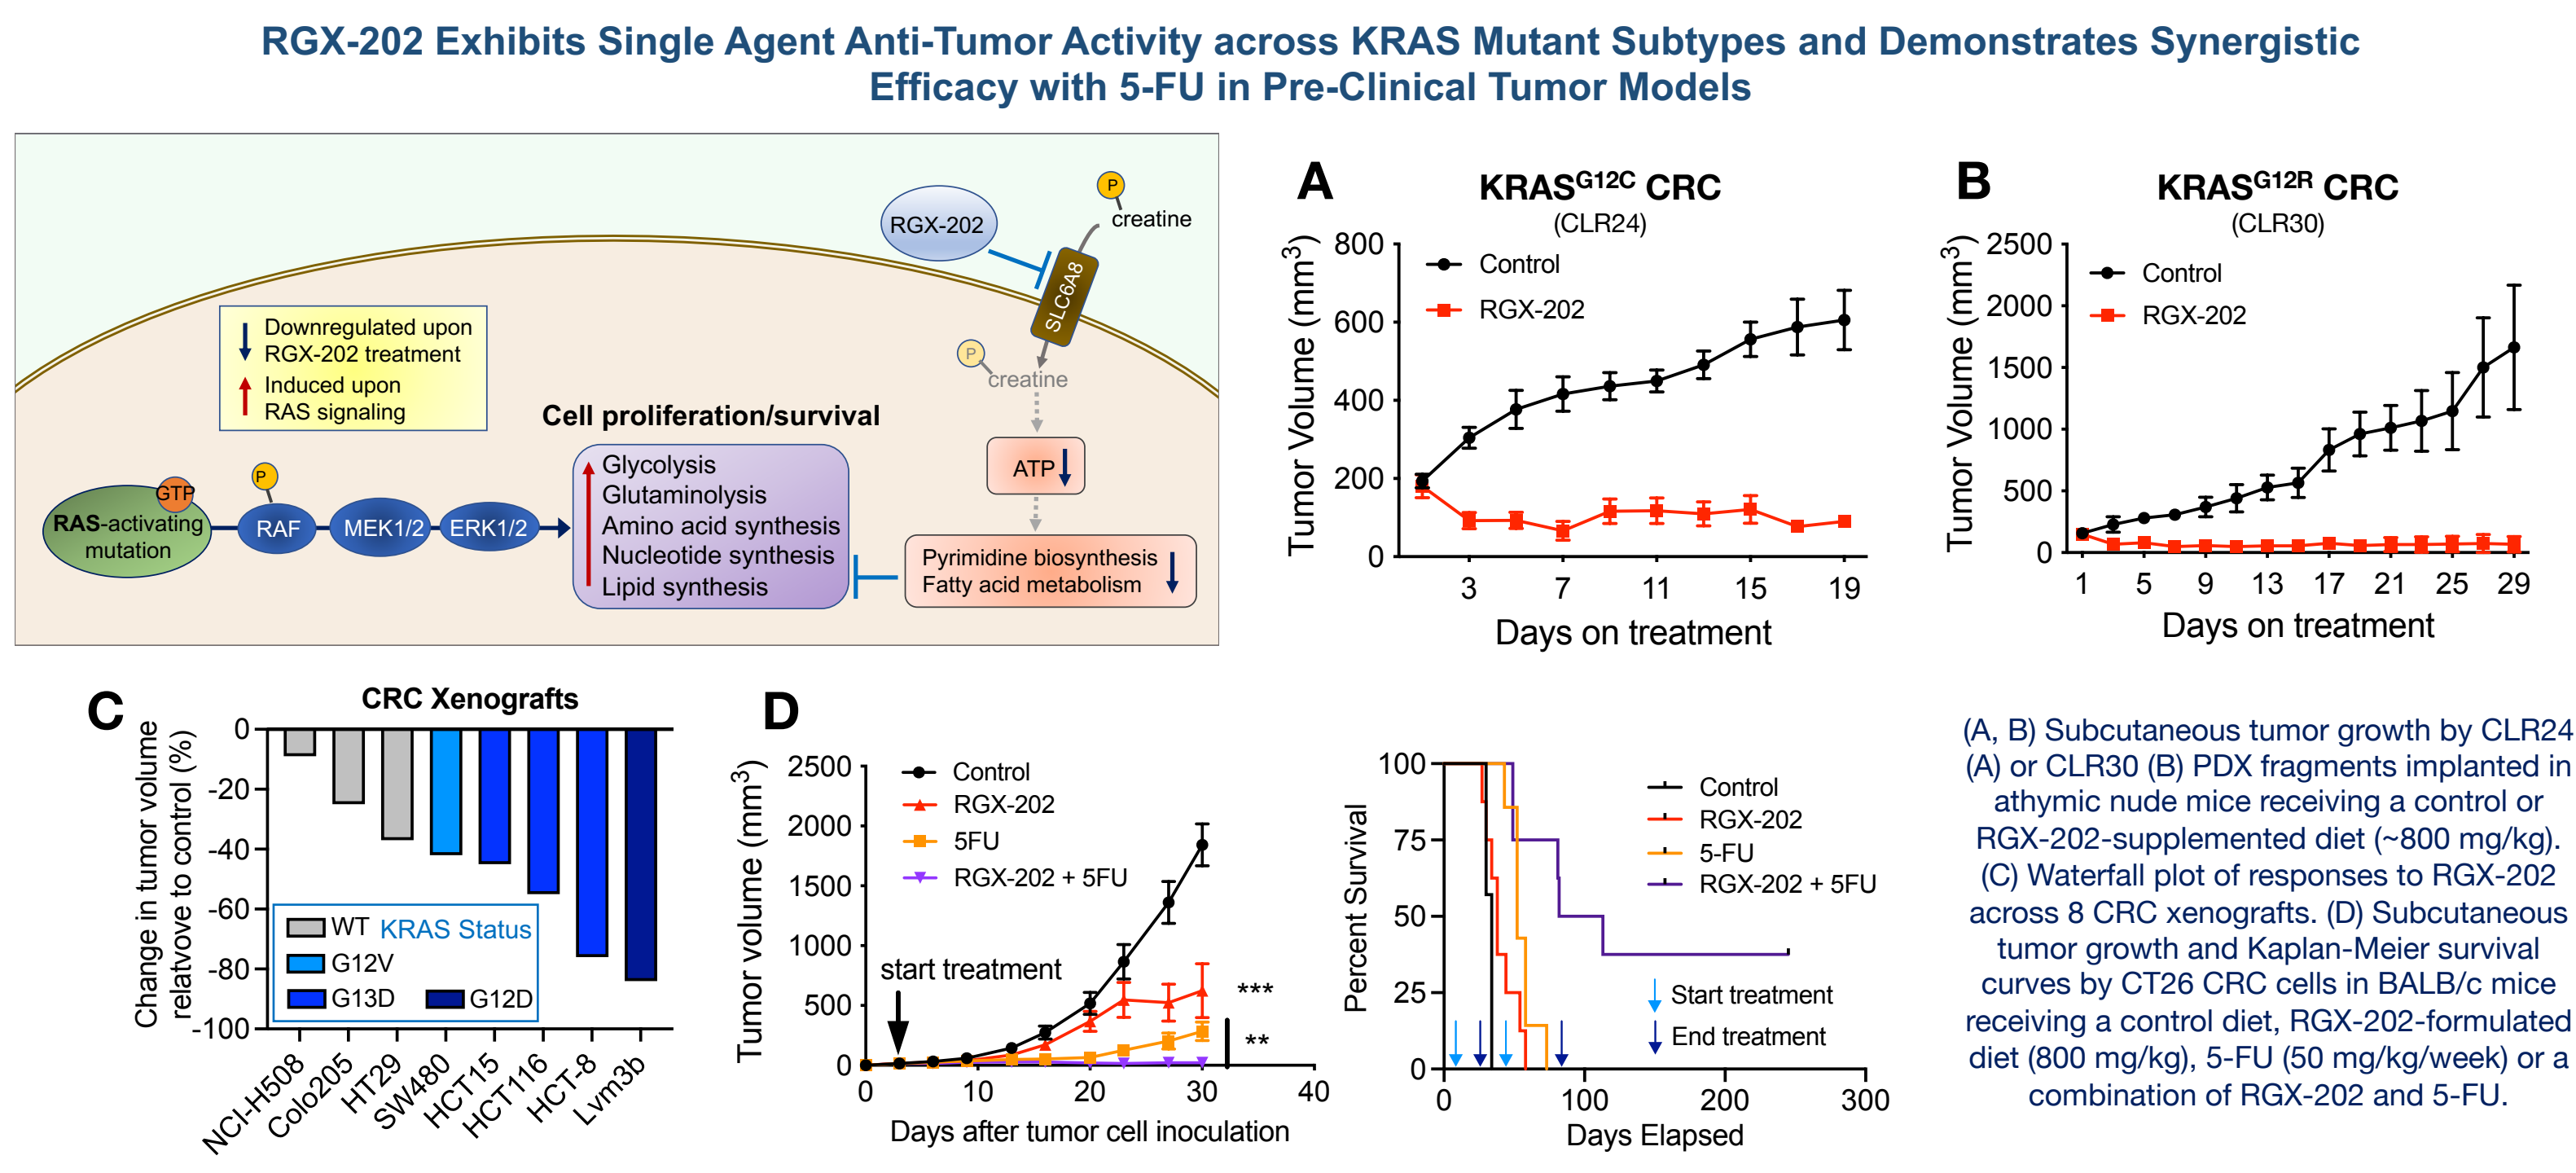 RGX-202 Exhibits Single Agent Anti-Tumor Activity across KRAS Mutant Subtypes and Demonstrates Synergistic
Efficacy with 5-FU in Pre-Clinical Tumor Models
RGX-202
P
creatine
SLC6A8
P
creatine
Downregulated upon
RGX-202 treatment
Induced upon
RAS signaling
Cell proliferation/survival
Glycolysis
Glutaminolysis
Amino acid synthesis
Nucleotide synthesis
Lipid synthesis
GTP
RAS-activating
mutation
P
RAF
MEK1/2
ERK1/2
ATP
Pyrimidine biosynthesis
Fatty acid metabolism
A
KRASG12C CRC
(CLR24)
Tumor Volume (mm3)
800
600
400
200
0
Control
RGX-202
3 7 11 15 19
Days on treatment
B
KRASG12R CRC
(CLR30)
Tumor Volume (mm3)
2500
2000
1500
1000
500
0
Control
RGX-202
1 5 9 13 17 21 25 29
Days on treatment
C
CRC Xenografts
Change in tumor volume
relatvove to control (%)
0
-20
-40
-60
-80
-100
WT KRAS Status
G12V
G13D G12D
NCI-H508
Colo205
HT29
SW480
HCT15
HCT116
HCT-8
Lvm3b
D
Tumor volume (mm3)
2500
2000
1500
1000
500
0
Control
RGX-202
5FU
RGX-202 + 5FU
start treatment
***
**
0 10 20 30 40
Days after tumor cell inoculation
Percent Survival
100
75
50
25
0
Control
RGX-202
5-FU
RGX-202 + 5FU
Start treatment
End treatment
0 100 200 300
Days Elapsed
(A, B) Subcutaneous tumor growth by CLR24
(A) or CLR30 (B) PDX fragments implanted in
athymic nude mice receiving a control or
RGX-202-supplemented diet (~800 mg/kg).
(C) Waterfall plot of responses to RGX-202
across 8 CRC xenografts. (D) Subcutaneous
tumor growth and Kaplan-Meier survival
curves by CT26 CRC cells in BALB/c mice
receiving a control diet, RGX-202-formulated
diet (800 mg/kg), 5-FU (50 mg/kg/week) or a
combination of RGX-202 and 5-FU.